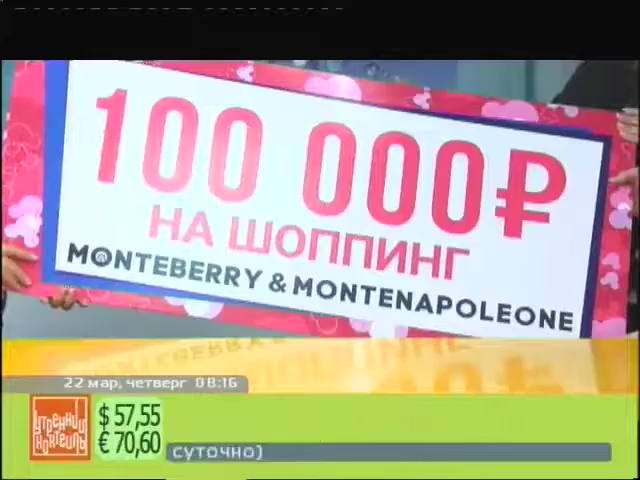 100 000₽
НА ШОППИНГ
MONTEBERRY & MONTENAPOLEONE
22 мар, четверг 08:16
утренний
коктейль
$ 57,55
€ 70,60
суточно)